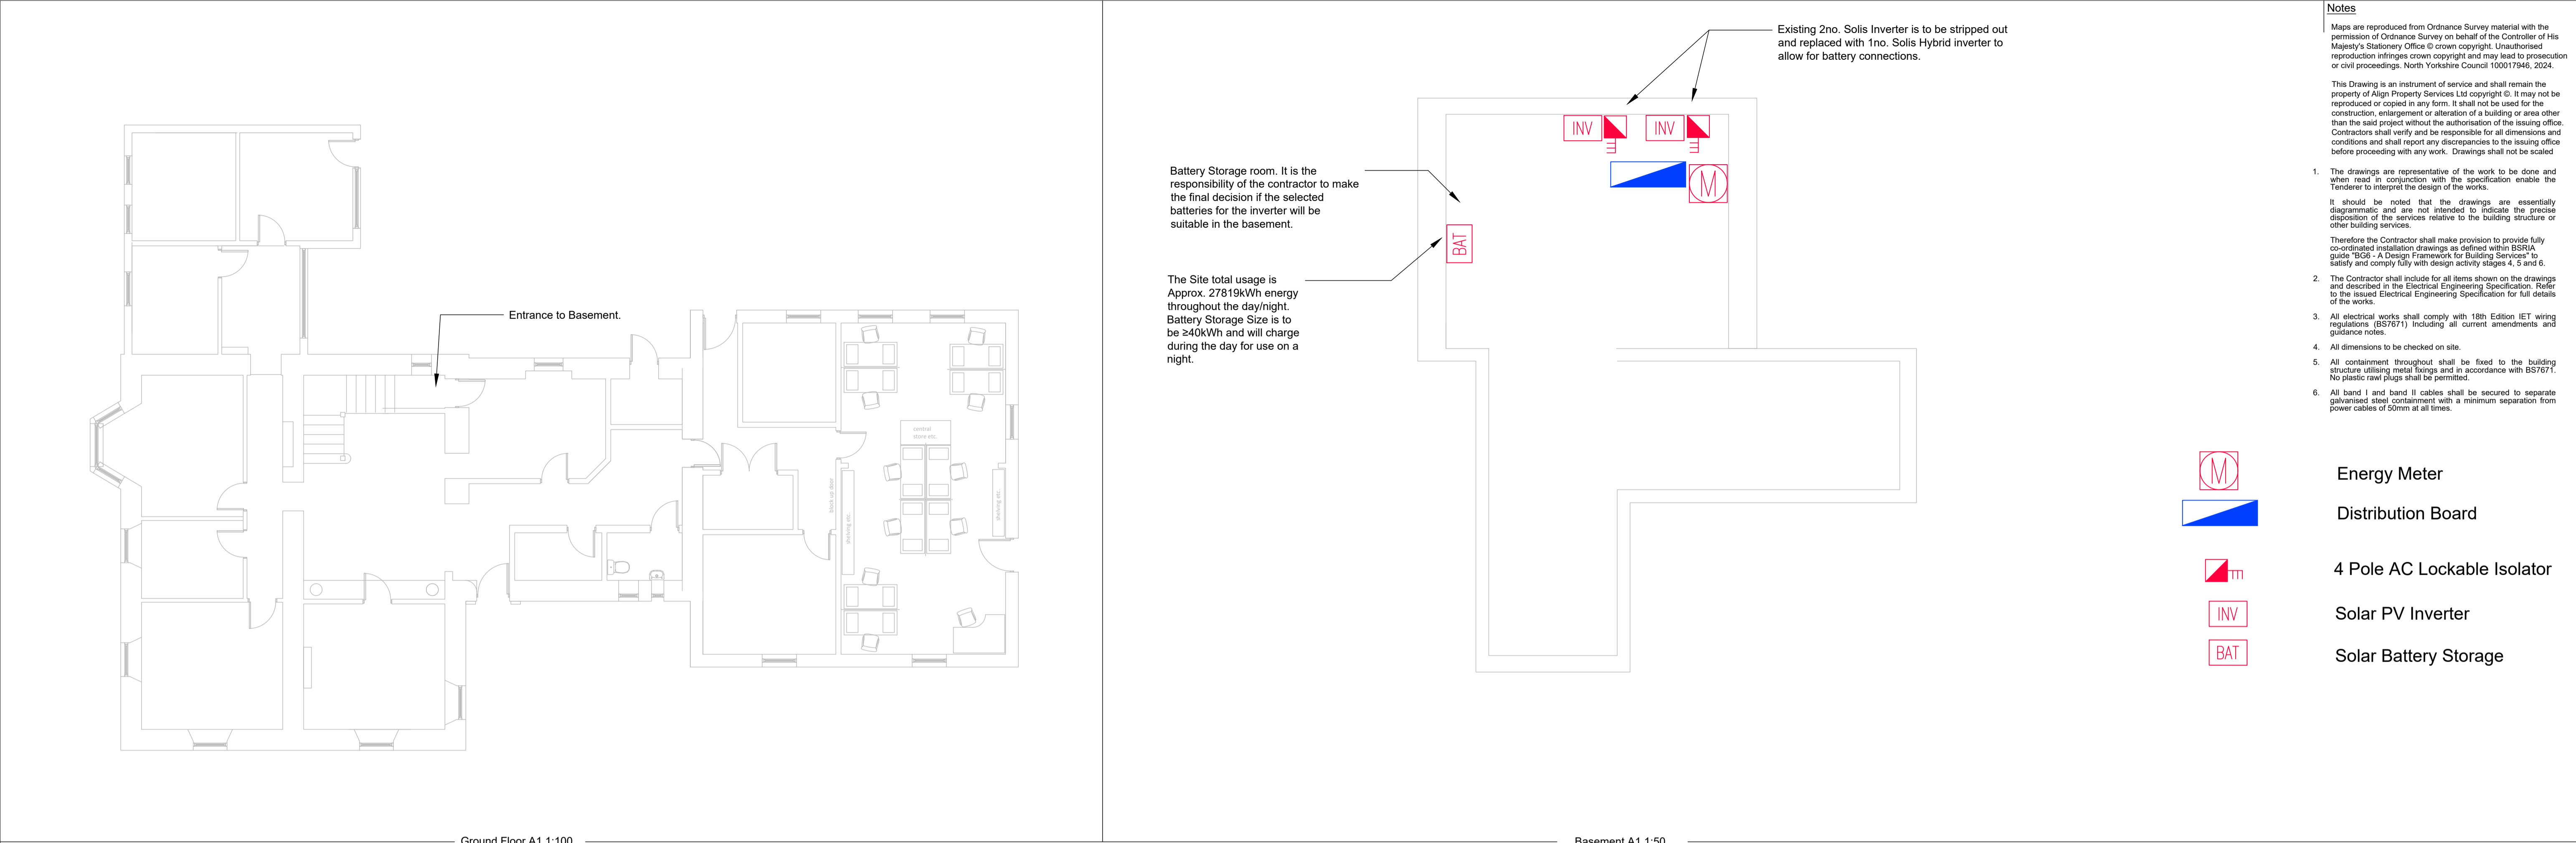 Entrance to Basement.
central
store etc.
block up door
shelving etc.
shelving etc.
Ground Floor A1 1:100
Existing 2no. Solis Inverter is to be stripped out
and replaced with 1no. Solis Hybrid inverter to
allow for battery connections.
INV
INV
M
Battery Storage room. It is the
responsibility of the contractor to make
the final decision if the selected
batteries for the inverter will be
suitable in the basement.
BAT
The Site total usage is
Approx. 27819kWh energy
throughout the day/night.
Battery Storage Size is to
be ≥40kWh and will charge
during the day for use on a
night.
Basement A1 1:50
Notes
Maps are reproduced from Ordnance Survey material with the
permission of Ordnance Survey on behalf of the Controller of His
Majesty's Stationery Office © crown copyright. Unauthorised
reproduction infringes crown copyright and may lead to prosecution
or civil proceedings. North Yorkshire Council 100017946, 2024.
This Drawing is an instrument of service and shall remain the
property of Align Property Services Ltd copyright ©. It may not be
reproduced or copied in any form. It shall not be used for the
construction, enlargement or alteration of a building or area other
than the said project without the authorisation of the issuing office.
Contractors shall verify and be responsible for all dimensions and
conditions and shall report any discrepancies to the issuing office
before proceeding with any work. Drawings shall not be scaled
1. The drawings are representative of the work to be done and
when read in conjunction with the specification enable the
Tenderer to interpret the design of the works.
It should be noted that the drawings are essentially
diagrammatic and are not intended to indicate the precise
disposition of the services relative to the building structure or
other building services.
Therefore the Contractor shall make provision to provide fully
co-ordinated installation drawings as defined within BSRIA
guide "BG6 - A Design Framework for Building Services" to
satisfy and comply fully with design activity stages 4, 5 and 6.
2. The Contractor shall include for all items shown on the drawings
and described in the Electrical Engineering Specification. Refer
to the issued Electrical Engineering Specification for full details
of the works.
3. All electrical works shall comply with 18th Edition IET wiring
regulations (BS7671) Including all current amendments and
guidance notes.
4. All dimensions to be checked on site.
5. All containment throughout shall be fixed to the building
structure utilising metal fixings and in accordance with BS7671.
No plastic rawl plugs shall be permitted.
6. All band I and band II cables shall be secured to separate
galvanised steel containment with a minimum separation from
power cables of 50mm at all times.
M Energy Meter
Distribution Board
4 Pole AC Lockable Isolator
INV Solar PV Inverter
BAT Solar Battery Storage